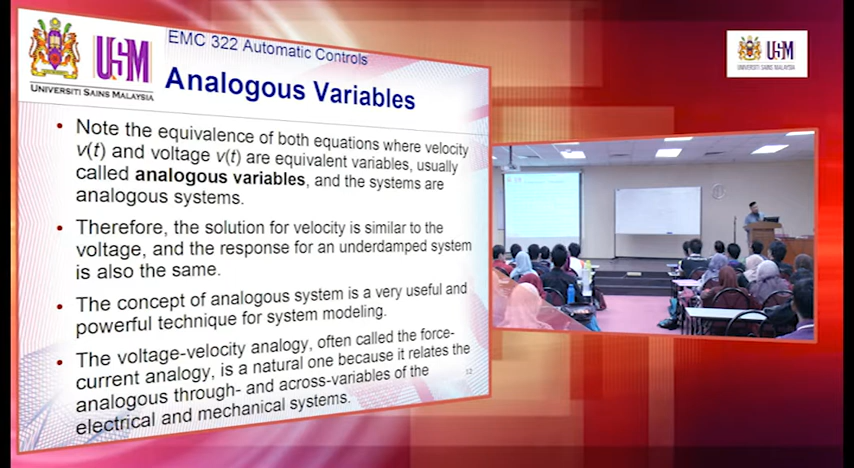 USM
UNIVERSITI SAINS MALAYSIA
EMC 322 Automatic Controls
Analogous Variables
• Note the equivalence of both equations where velocity
v(t) and voltage v(t) are equivalent variables, usually
called analogous variables, and the systems are
analogous systems.
• Therefore, the solution for velocity is similar to the
voltage, and the response for an underdamped system
is also the same.
• The concept of analogous system is a very useful and
powerful technique for system modeling.
• The voltage-velocity analogy, often called the force-
current analogy, is a natural one because it relates the
analogous through- and across-variables of the
electrical and mechanical systems.
12
USM
UNIVERSITI SAINS MALAYSIA